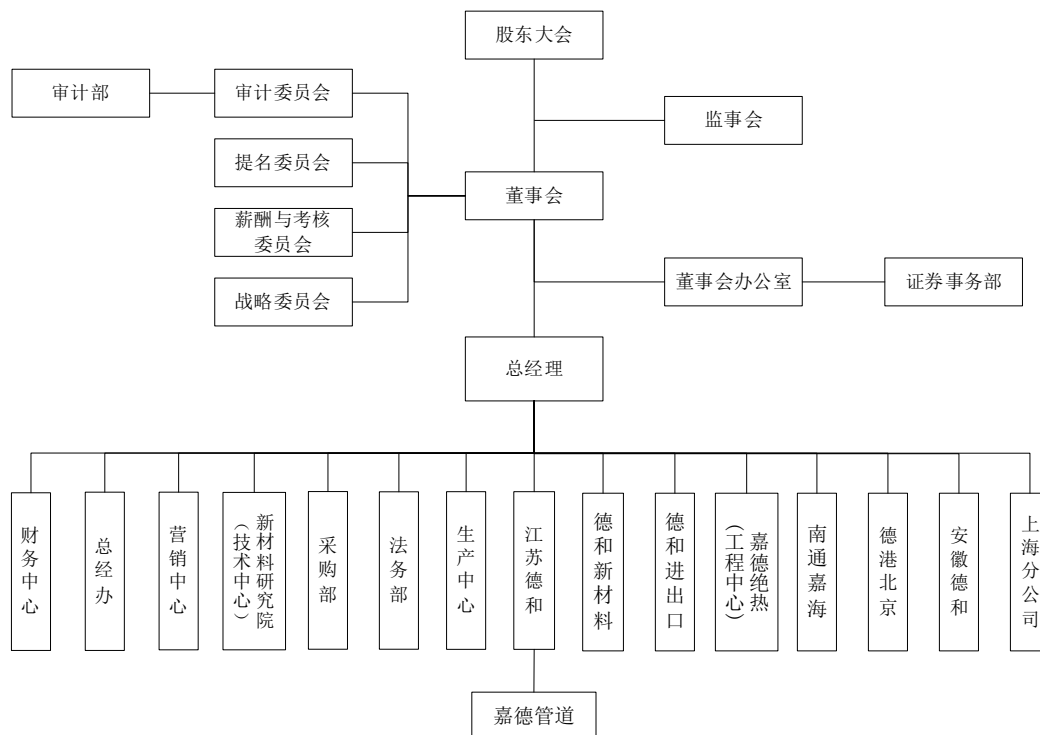 股东大会
审计部
审计委员会
监事会
提名委员会
董事会
薪酬与考核
委员会
董事会办公室
证券事务部
战略委员会
总经理
财务中心
总经办
营销中心
新材料研究院
（技术中心）
采购部
法务部
生产中心
江苏德和
德和新材料
德和进出口
嘉德绝热
（工程中心）
南通嘉海
德港北京
安徽德和
上海分公司
嘉德管道